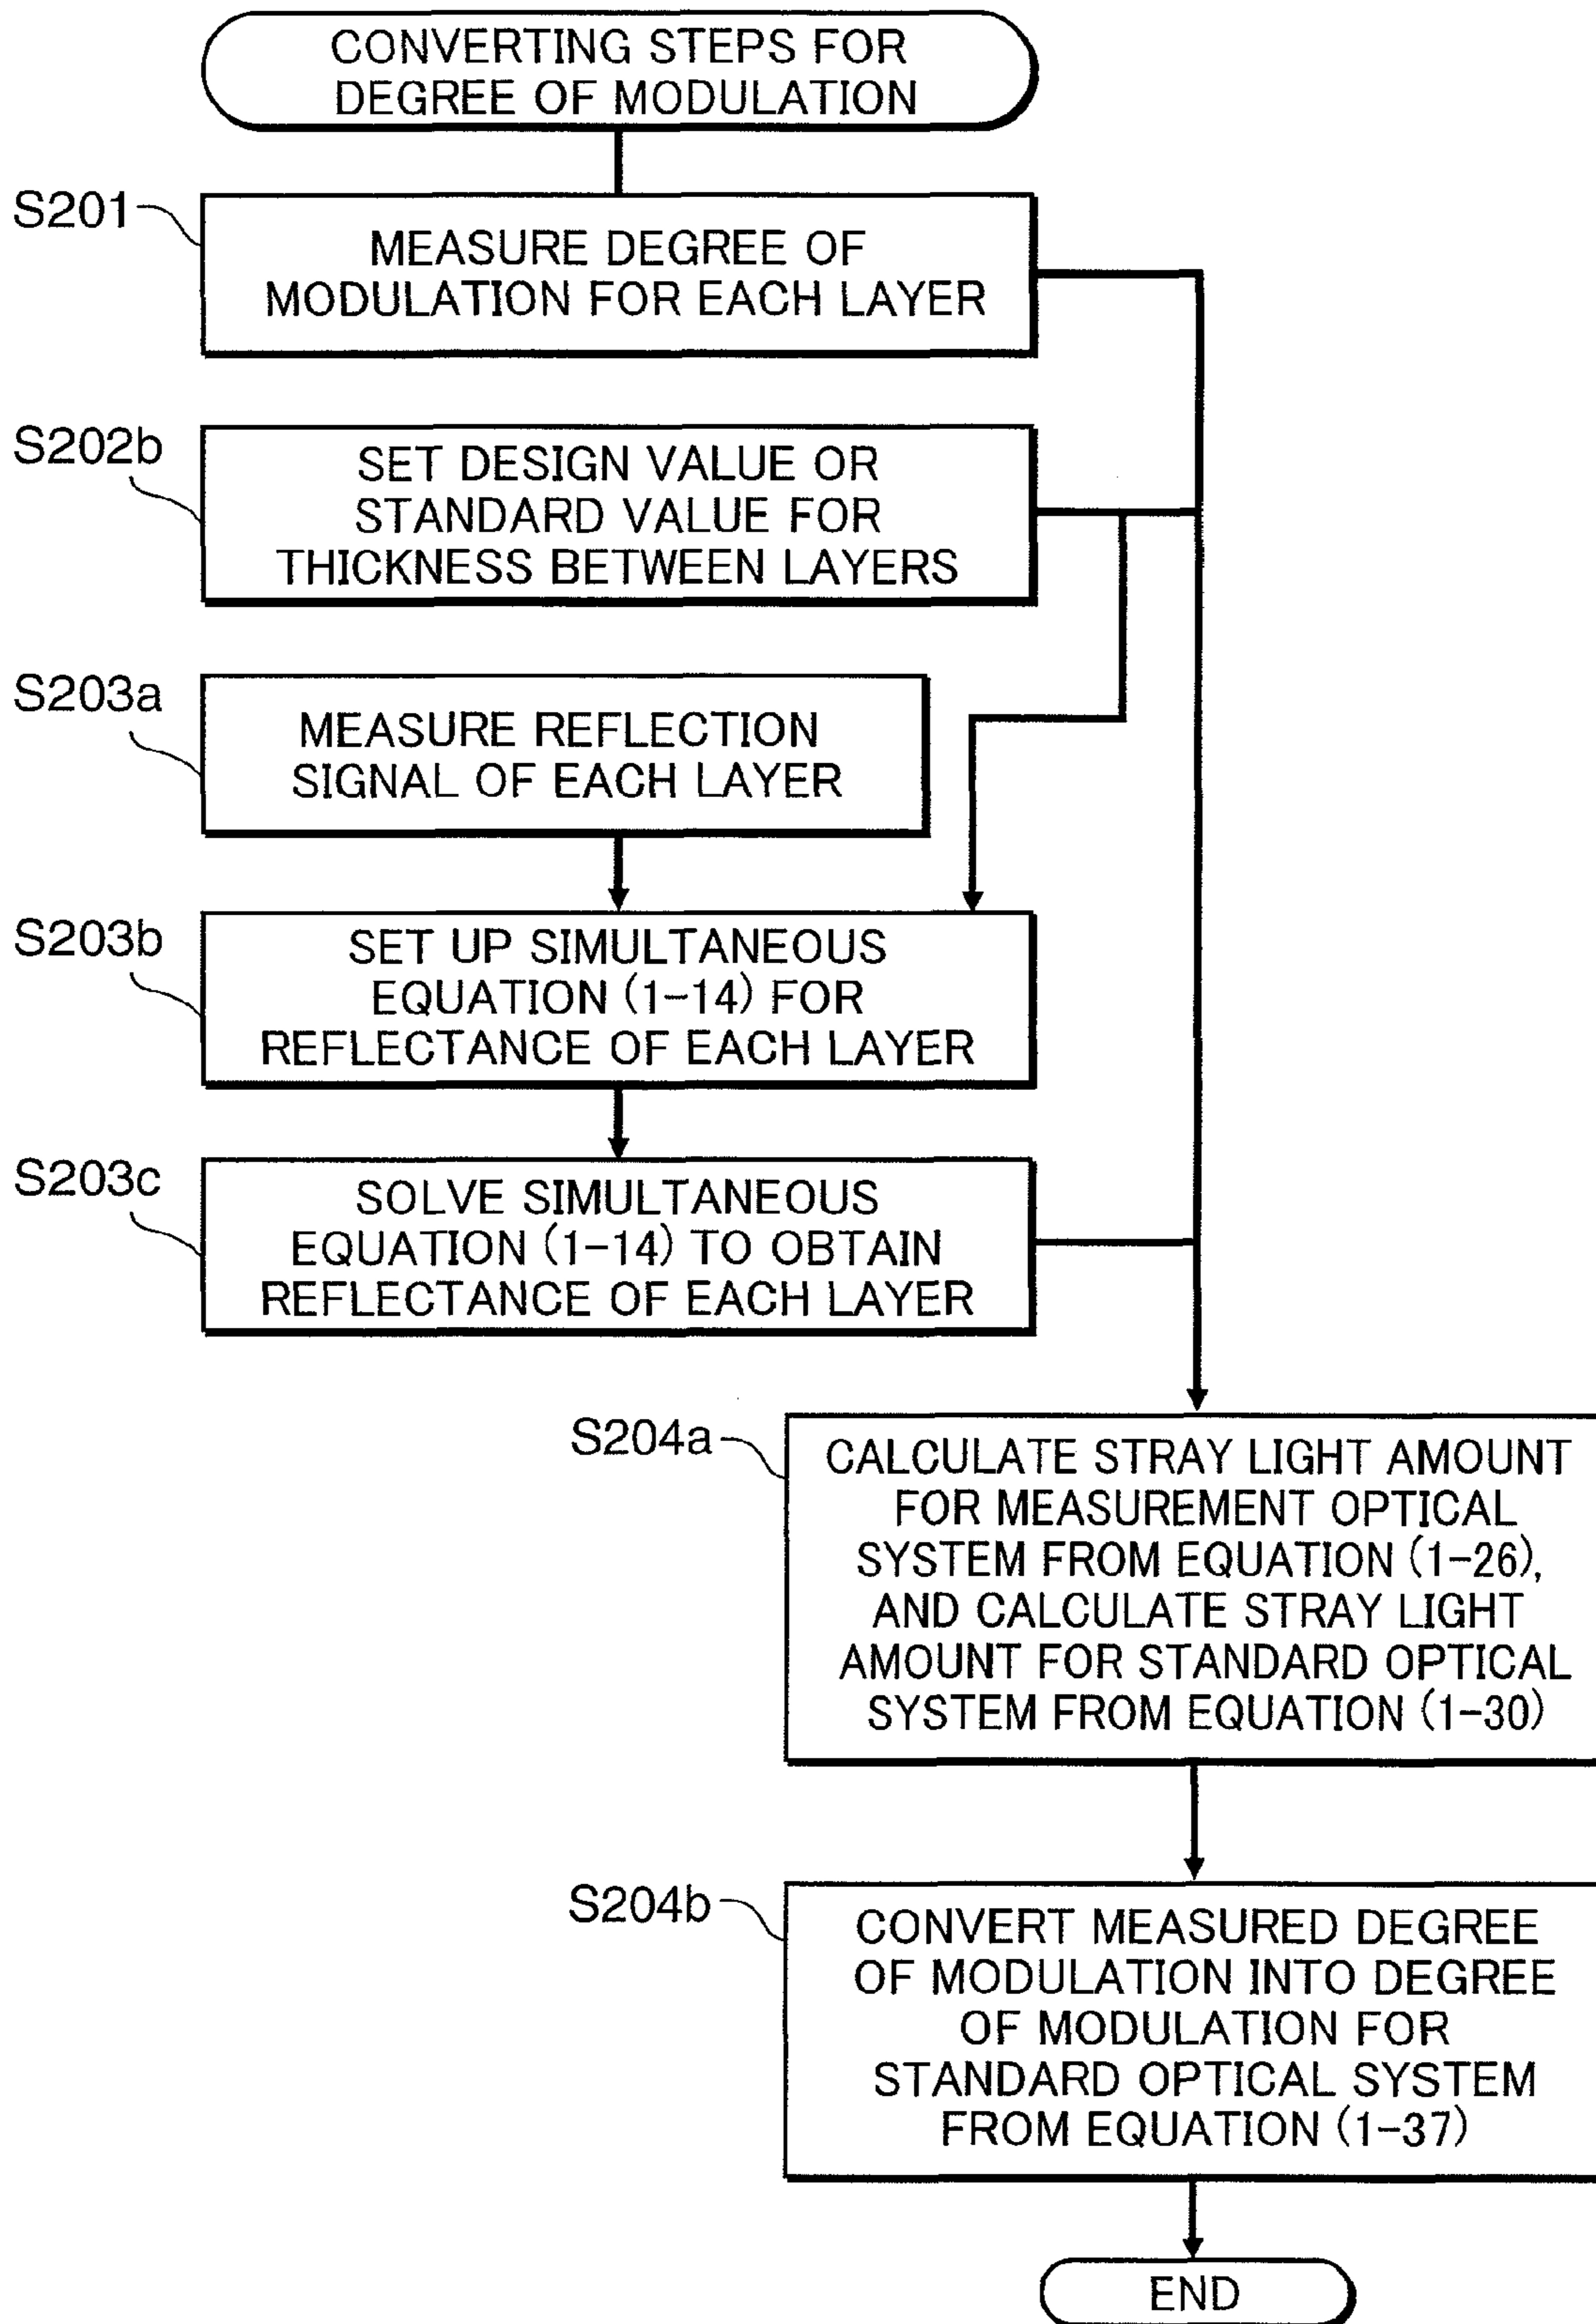 CONVERTING STEPS FOR
DEGREE OF MODULATION
S201
MEASURE DEGREE OF
MODULATION FOR EACH LAYER
S202b
SET DESIGN VALUE OR
STANDARD VALUE FOR
THICKNESS BETWEEN LAYERS
S203a
MEASURE REFLECTION
SIGNAL OF EACH LAYER
S203b
SET UP SIMULTANEOUS
EQUATION (1-14) FOR
REFLECTANCE OF EACH LAYER
S203c
SOLVE SIMULTANEOUS
EQUATION (1-14) TO OBTAIN
REFLECTANCE OF EACH LAYER
S204a
CALCULATE STRAY LIGHT AMOUNT
FOR MEASUREMENT OPTICAL
SYSTEM FROM EQUATION (1-26),
AND CALCULATE STRAY LIGHT
AMOUNT FOR STANDARD OPTICAL
SYSTEM FROM EQUATION (1-30)
S204b
CONVERT MEASURED DEGREE
OF MODULATION INTO DEGREE
OF MODULATION FOR
STANDARD OPTICAL SYSTEM
FROM EQUATION (1-37)
END